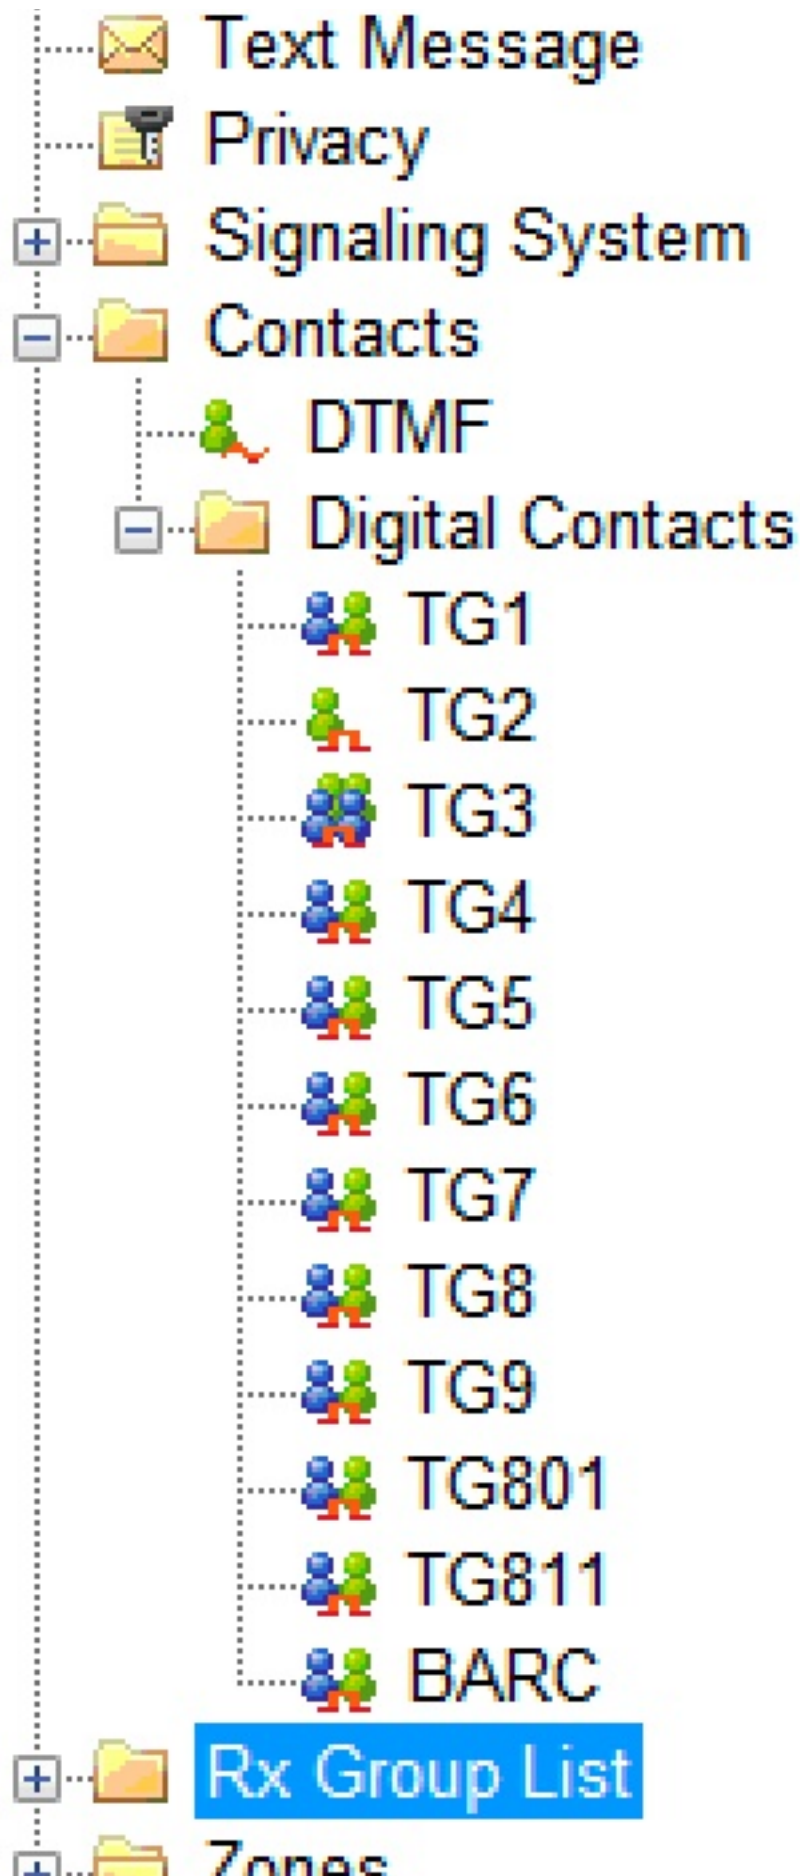 Text Message
Privacy
Signaling System
Contacts
DTMF
Digital Contacts
TG1
TG2
TG3
TG4
TG5
TG6
TG7
TG8
TG9
TG801
TG811
BARC
Rx Group List
Zones